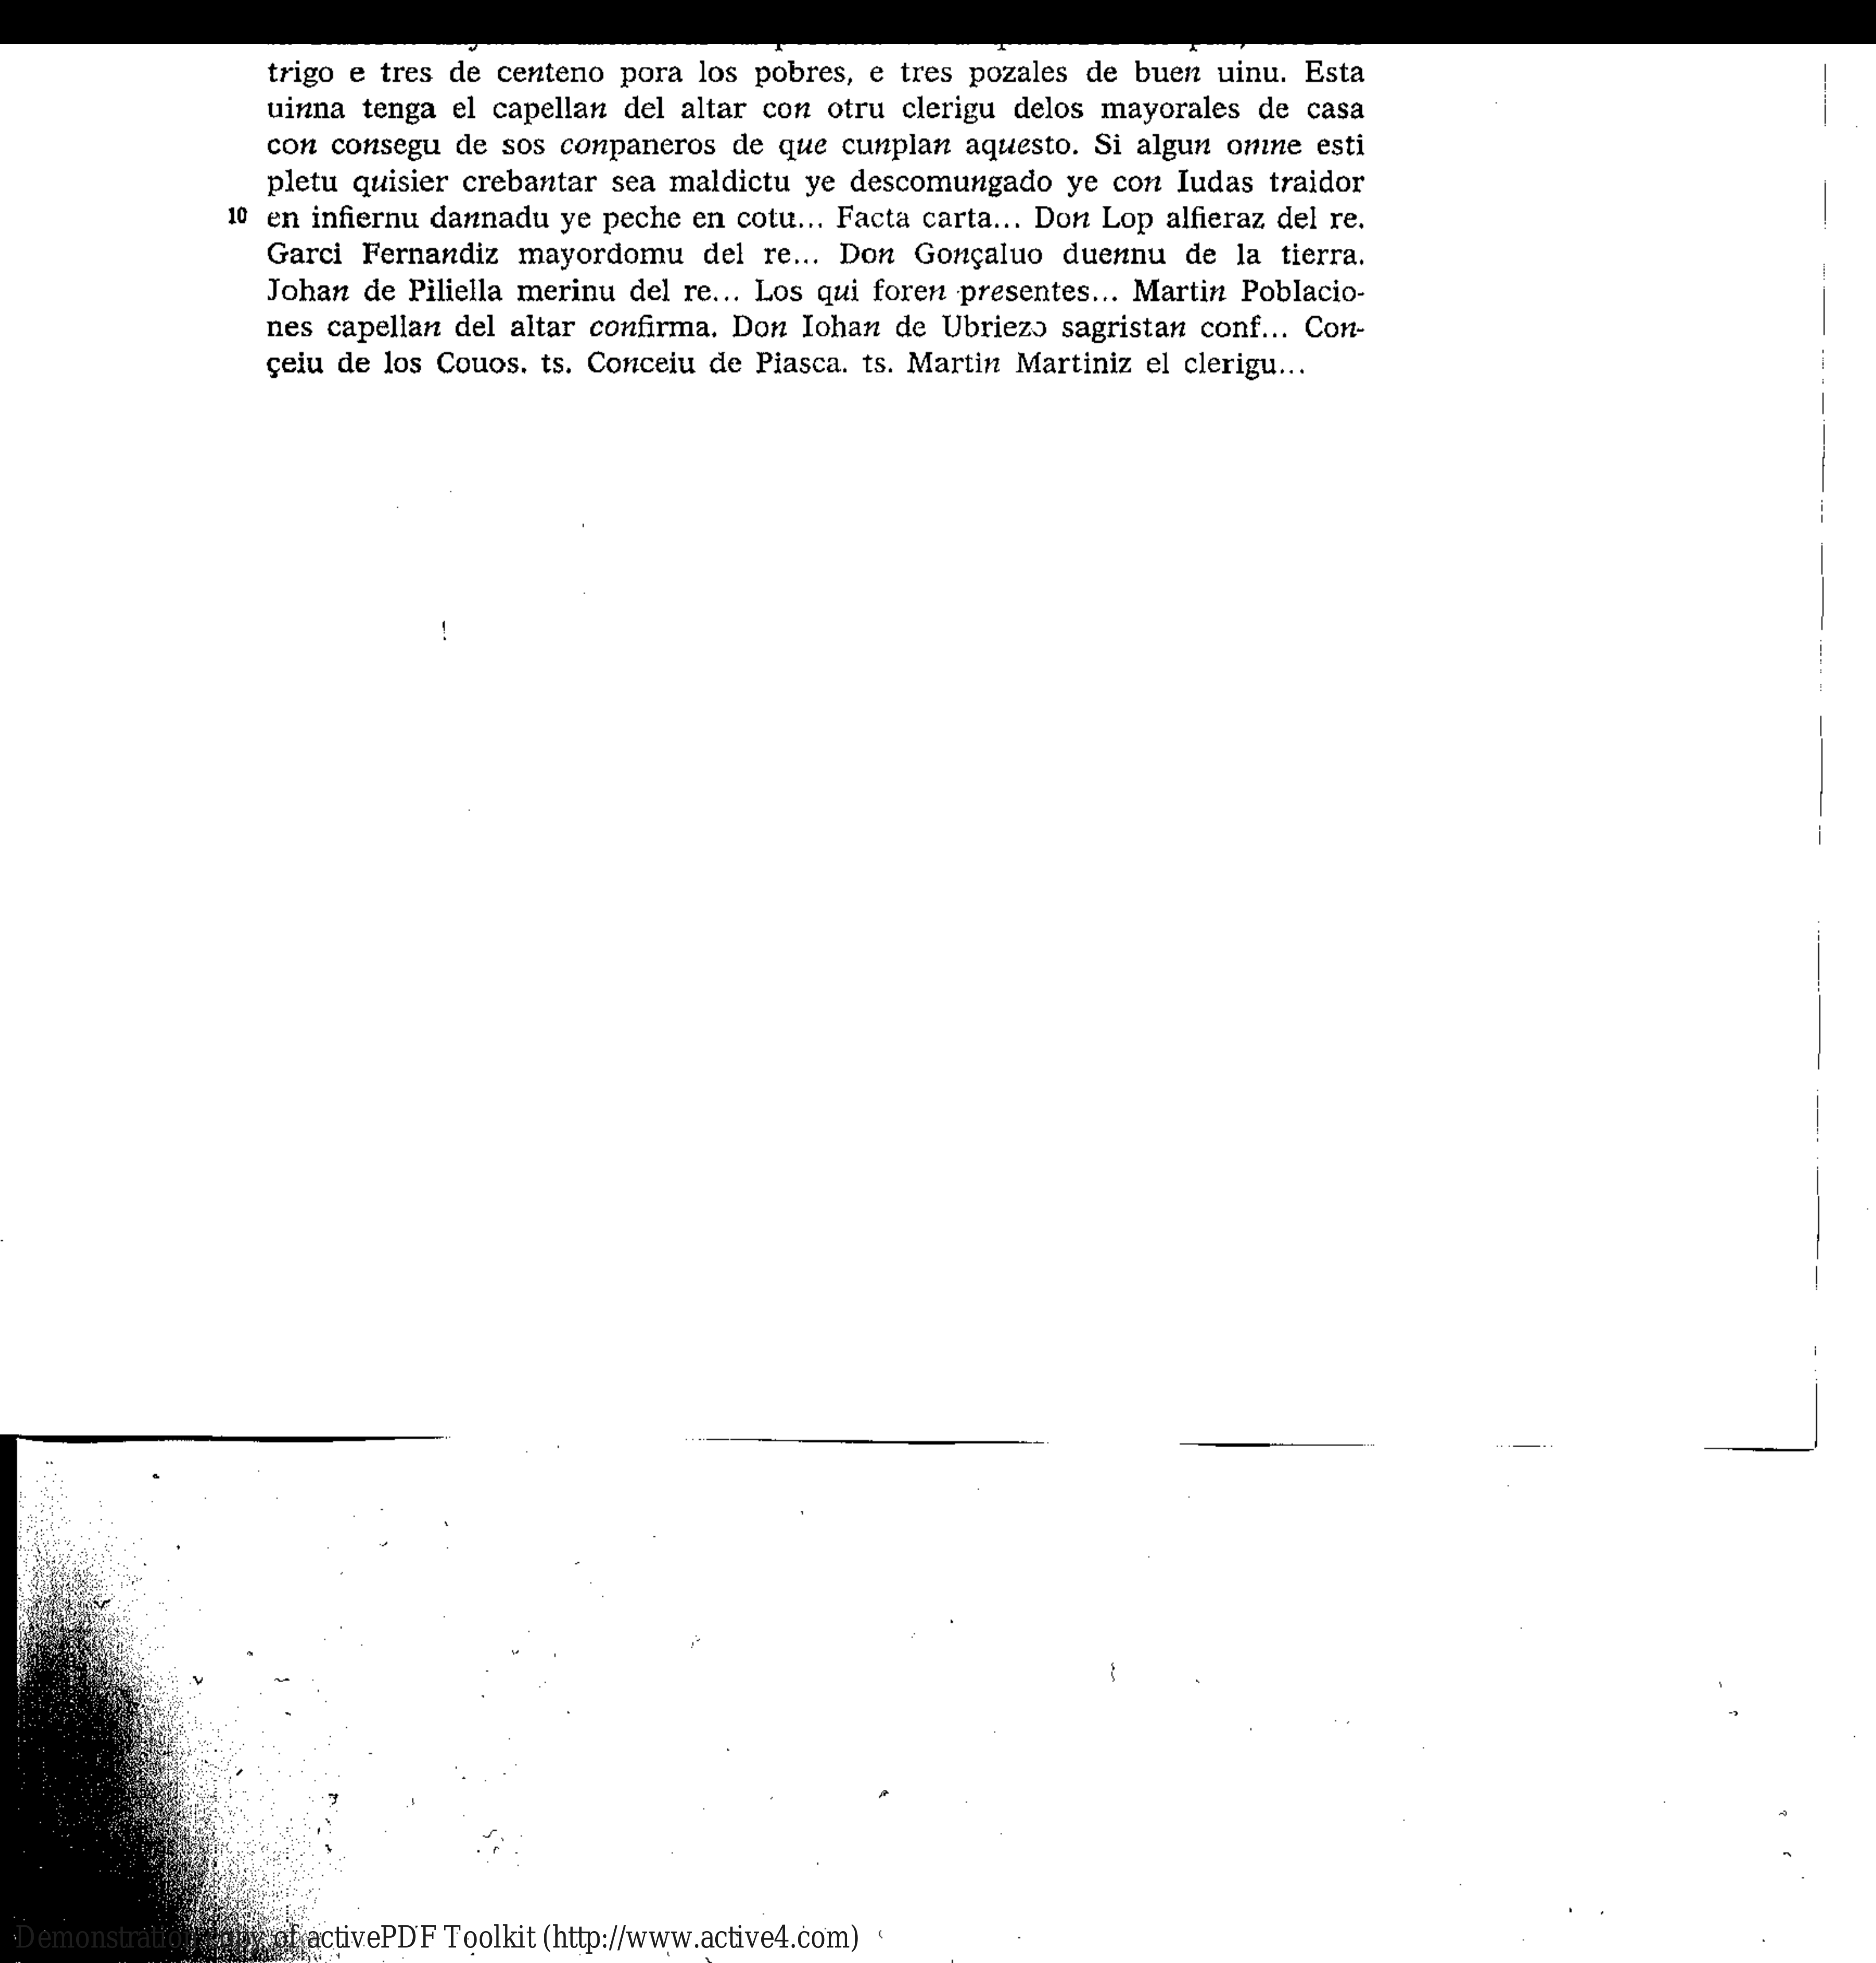 trigo e tres de centeno pora los pobres, e tres pozales de buen uinu. Esta
uinna tenga el capellan del altar con otru clerigu delos mayorales de casa
con consegu de sos conpaneros de que cunplan aquesto. Si algun omne esti
pletu quisier crebantar sea maldictu ye descomungado ye con Iudas traidor
10 en infiernu dannadu ye peche en cotu... Facta carta... Don Lop alfieraz del re.
Garci Fernandiz mayordomu del re... Don Gonçaluo duennu de la tierra.
Johan de Piliella merinu del re... Los qui foren presentes... Martin Poblacio-
nes capellan del altar confirma. Don Iohan de Ubriezo sagristan conf... Con-
çeiu de los Couos. ts. Conceiu de Piasca. ts. Martin Martiniz el clerigu...
Demonstration copy of activePDF Toolkit (http://www.active4.com)